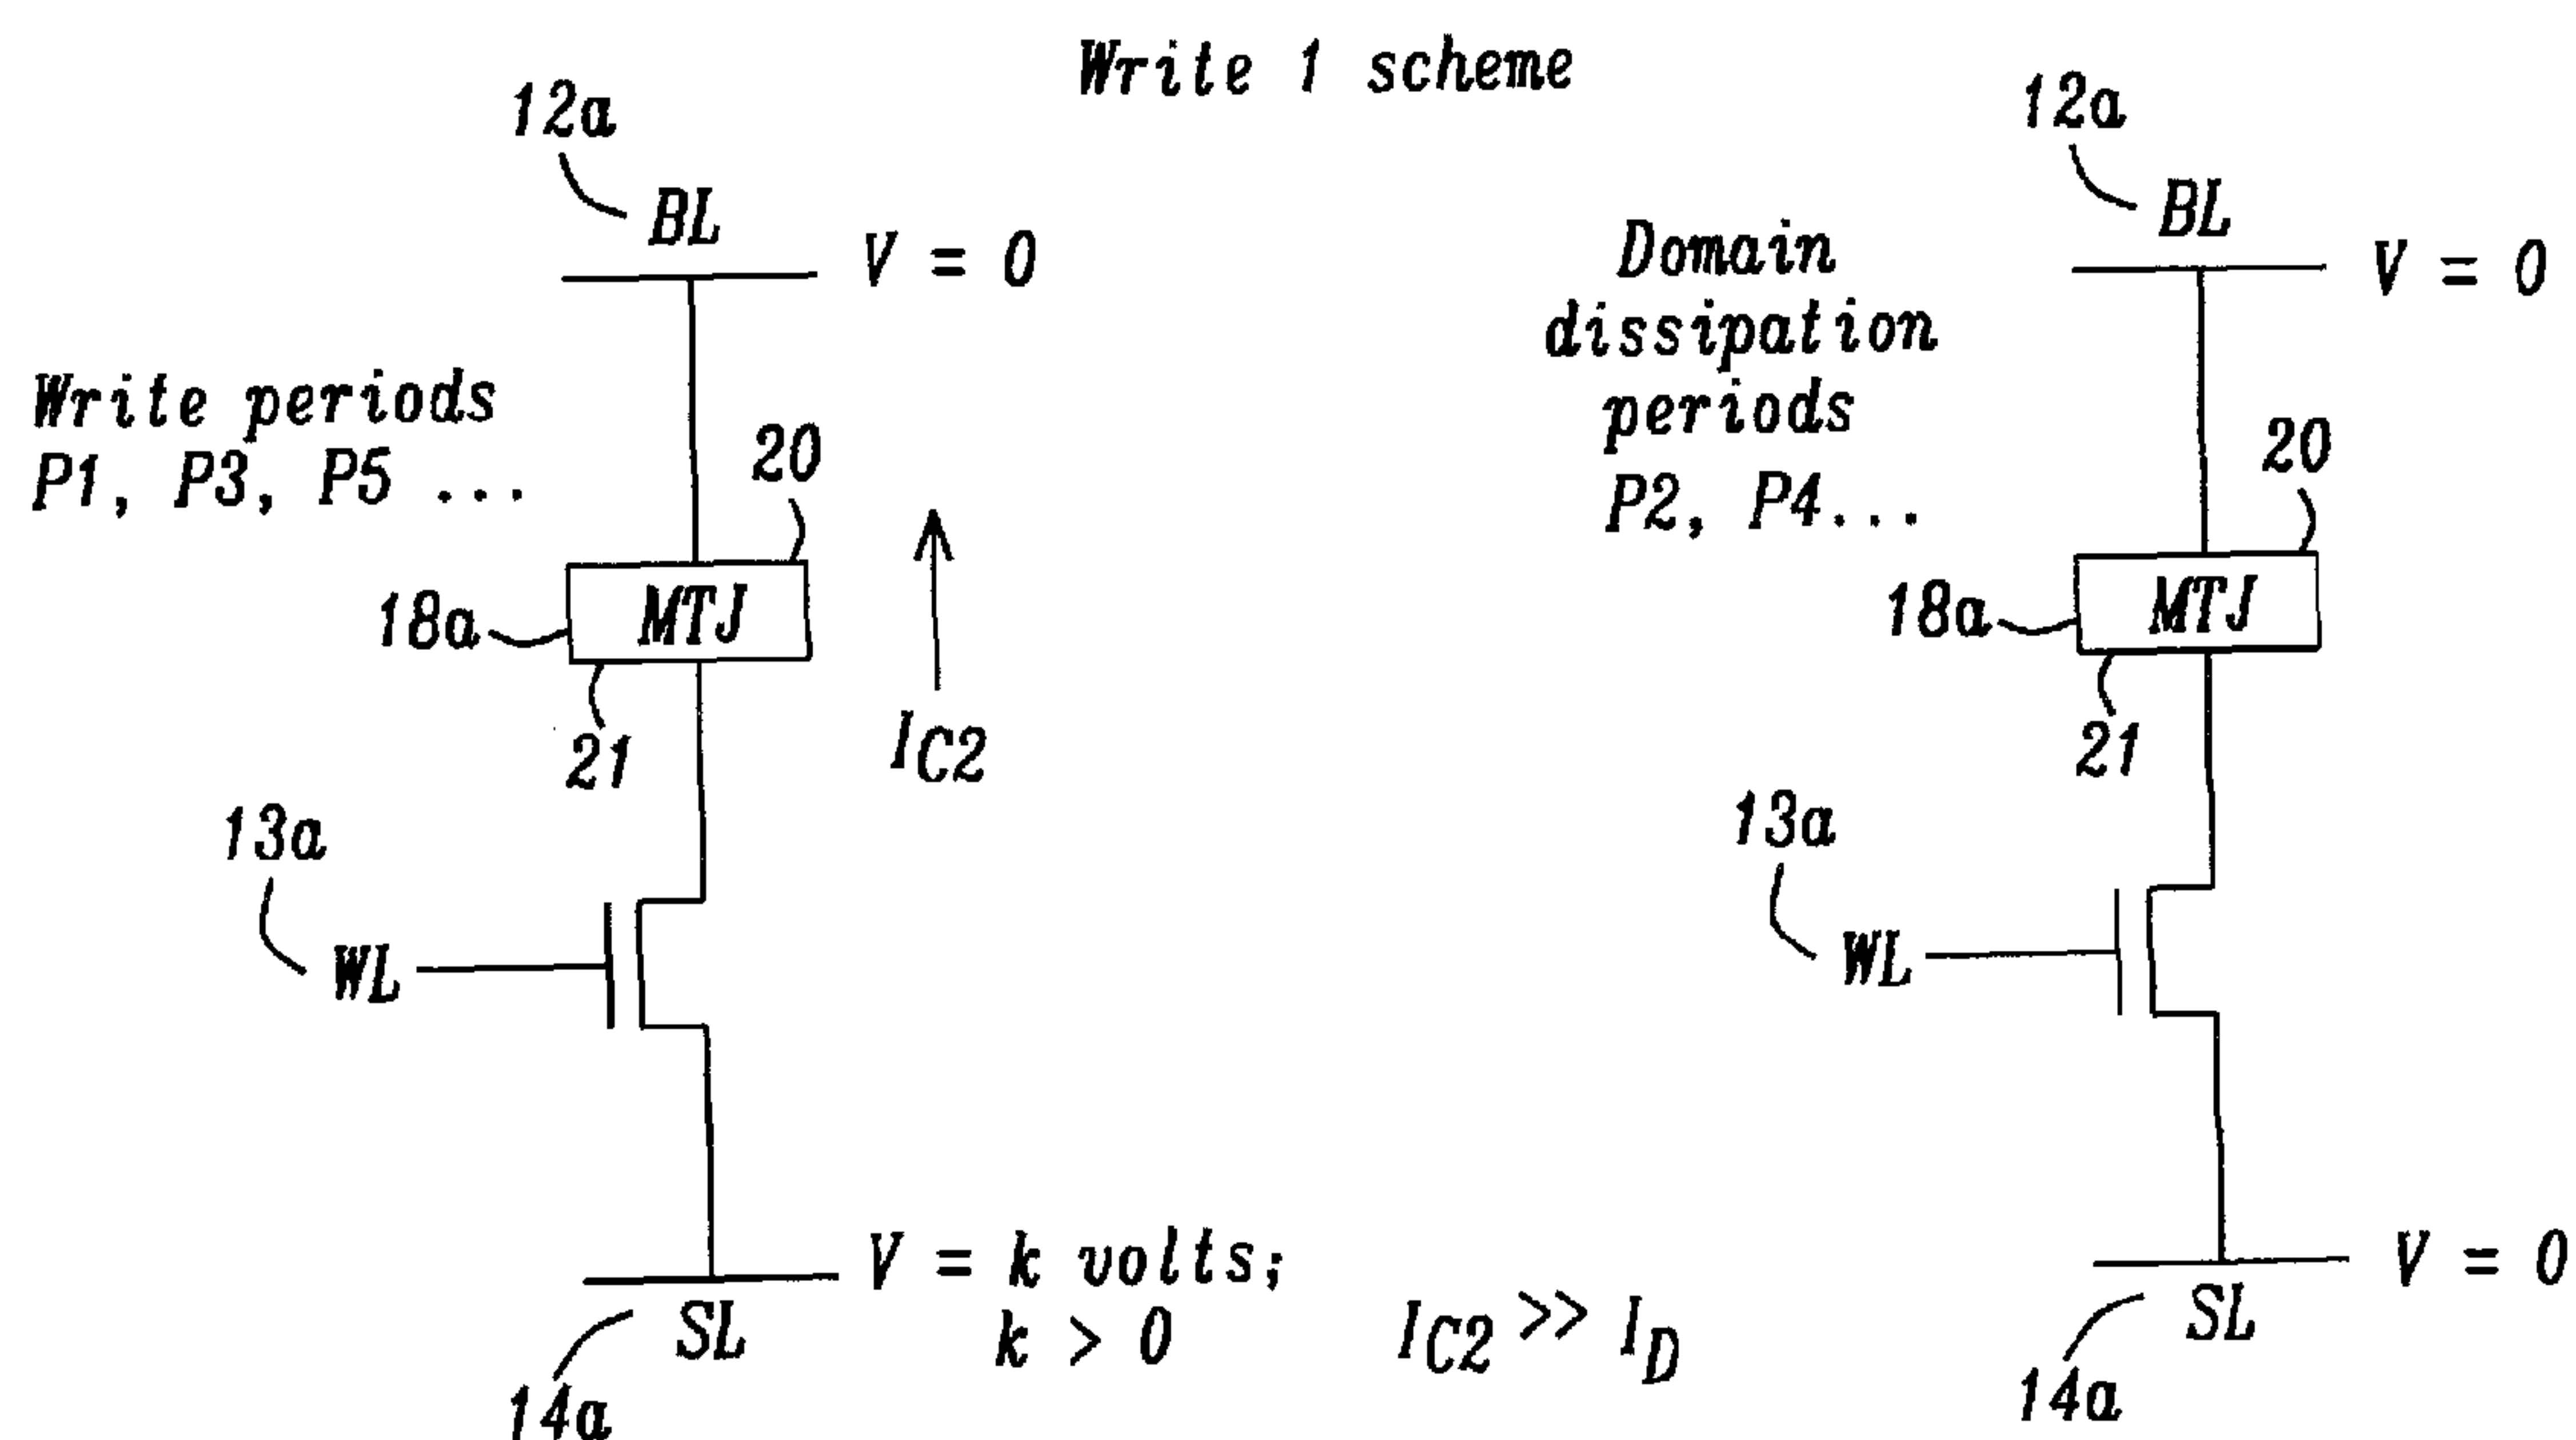 Write 1 scheme
12a
BL
V = 0
Write periods
P1, P3, P5 ...
20
18a
MTJ
21
IC2
13a
WL
V = k volts;
k > 0
SL
14a
IC2 >> ID
12a
BL
V = 0
Domain
dissipation
periods
P2, P4...
20
18a
MTJ
21
13a
WL
V = 0
SL
14a